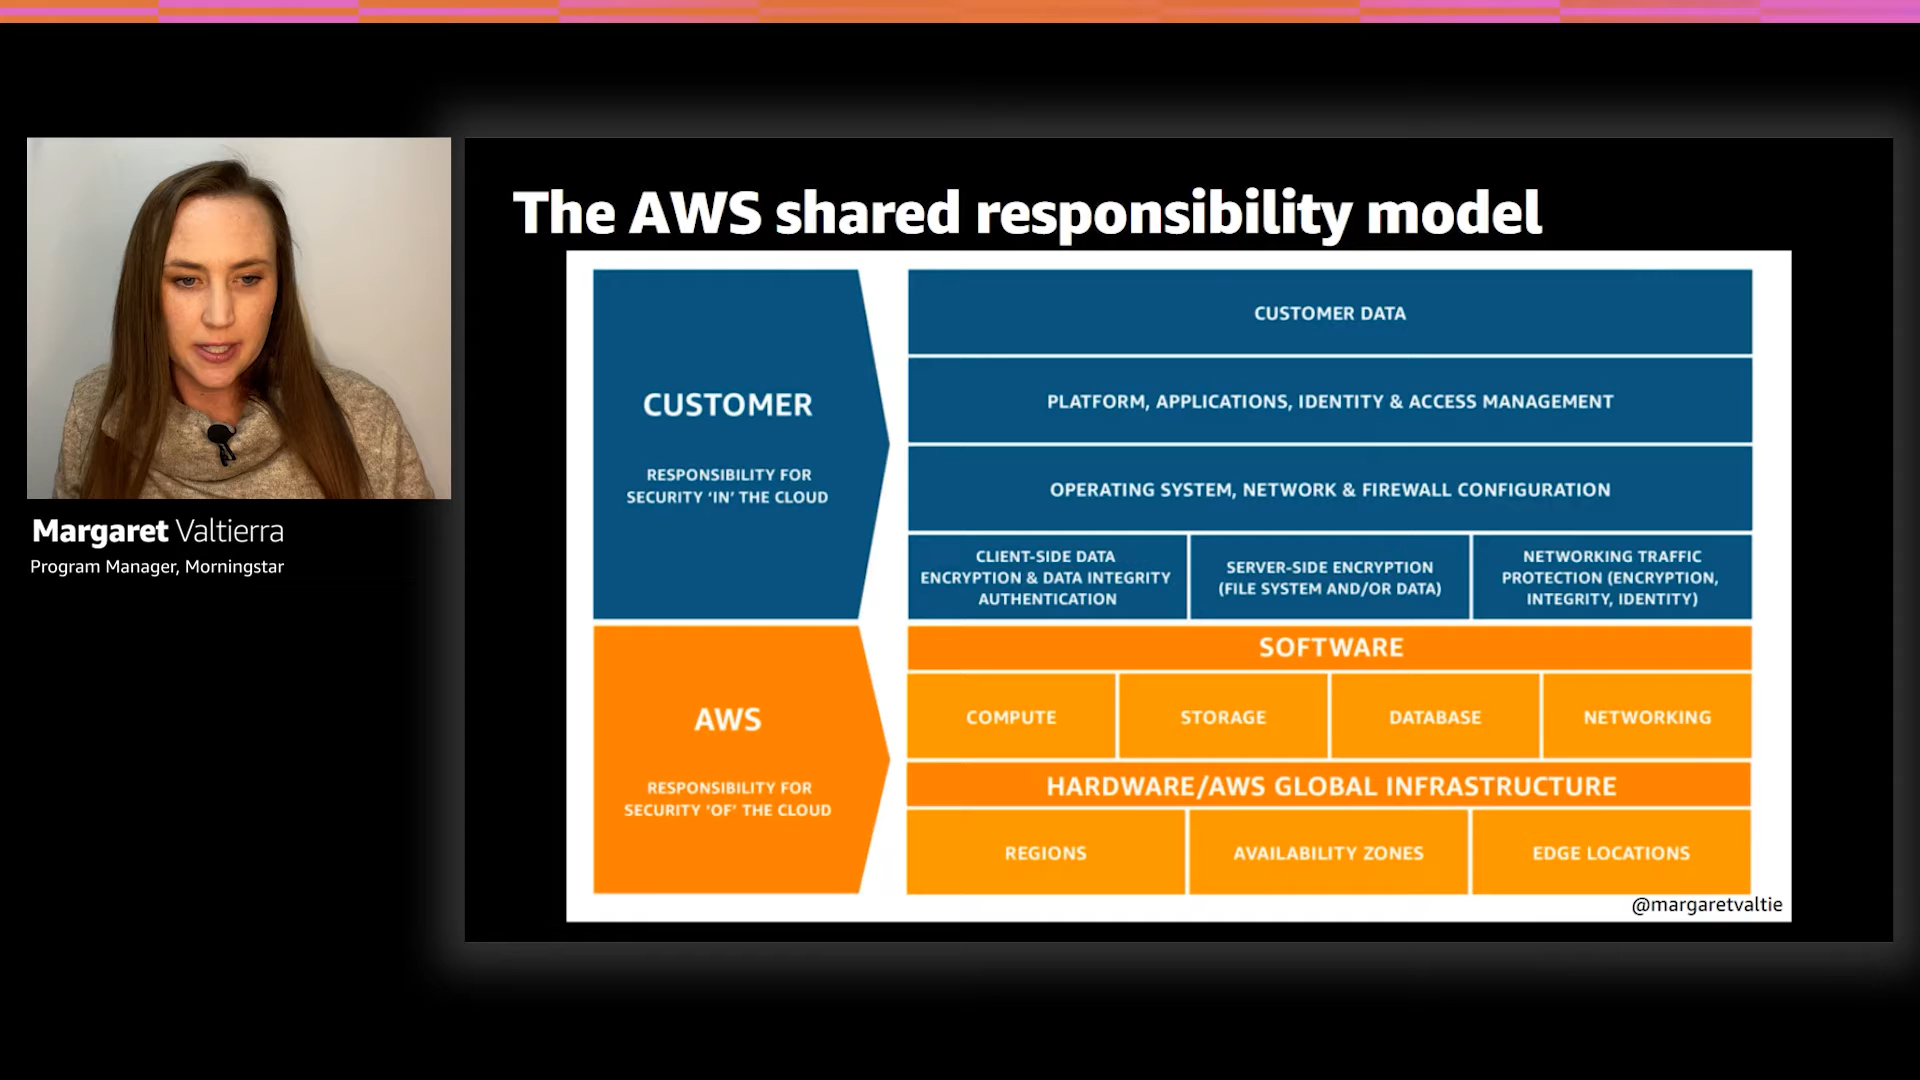 The AWS shared responsibility model
Margaret Valtierra
Program Manager, Morningstar
CUSTOMER
RESPONSIBILITY FOR
SECURITY ‘IN’ THE CLOUD
CUSTOMER DATA
PLATFORM, APPLICATIONS, IDENTITY & ACCESS MANAGEMENT
OPERATING SYSTEM, NETWORK & FIREWALL CONFIGURATION
CLIENT-SIDE DATA
ENCRYPTION & DATA INTEGRITY
AUTHENTICATION
SERVER-SIDE ENCRYPTION
(FILE SYSTEM AND/OR DATA)
NETWORKING TRAFFIC
PROTECTION (ENCRYPTION,
INTEGRITY, IDENTITY)
AWS
RESPONSIBILITY FOR
SECURITY ‘OF’ THE CLOUD
SOFTWARE
COMPUTE
STORAGE
DATABASE
NETWORKING
HARDWARE/AWS GLOBAL INFRASTRUCTURE
REGIONS
AVAILABILITY ZONES
EDGE LOCATIONS
@margaretvaltie